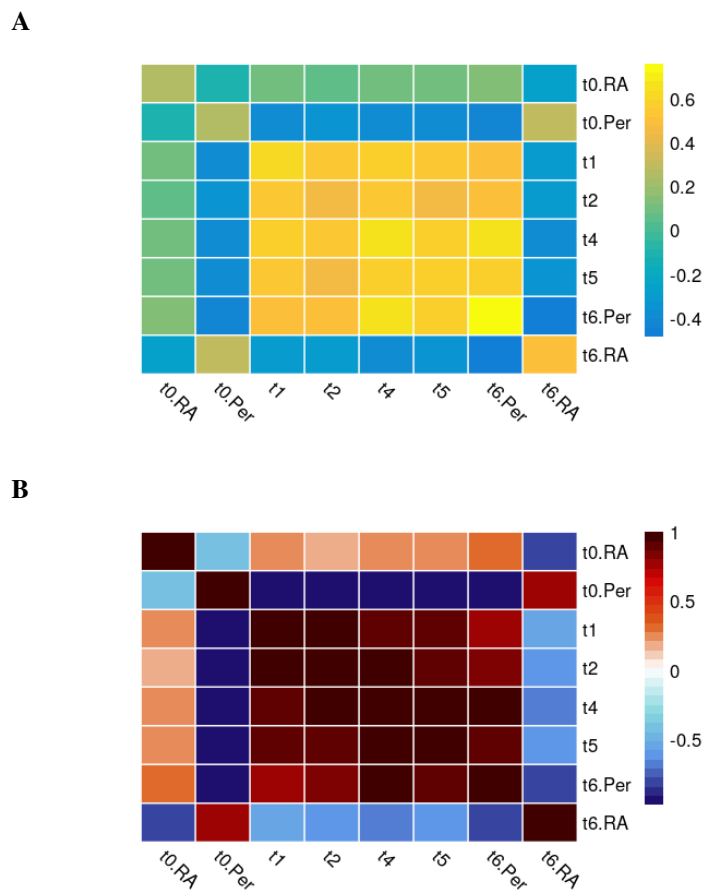 A
t0.RA
t0.Per
t1
t2
t4
t5
t6.Per
t6.RA
0.6
0.4
0.2
0
-0.2
-0.4
t0.RA
t0.Per
t1
t2
t4
t5
t6.Per
t6.RA
B
t0.RA
t0.Per
t1
t2
t4
t5
t6.Per
t6.RA
1
0.5
0
-0.5
t0.RA
t0.Per
t1
t2
t4
t5
t6.Per
t6.RA